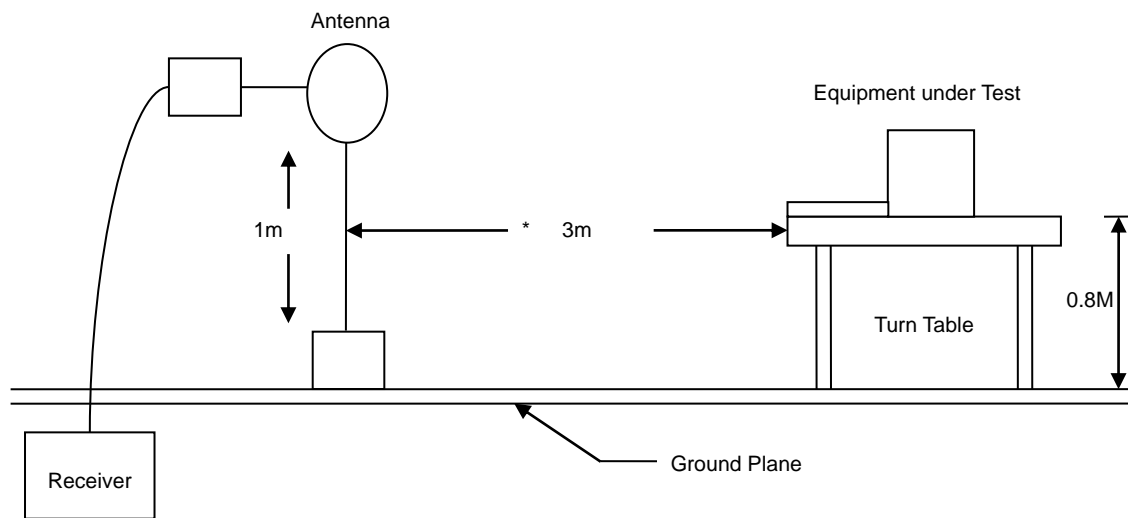 Antenna
Equipment under Test
1m
* 3m
0.8M
Turn Table
Ground Plane
Receiver